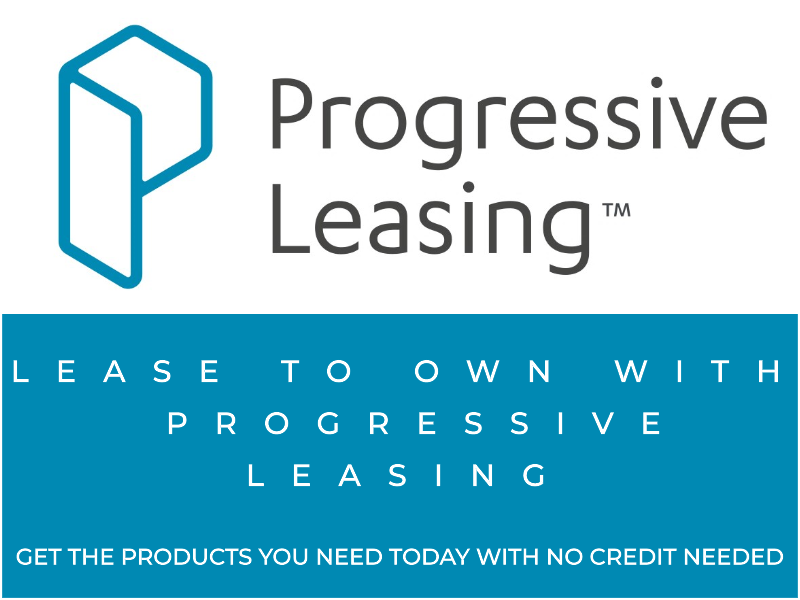 Progressive
Leasing™
LEASE TO OWN WITH
PROGRESSIVE
LEASING
GET THE PRODUCTS YOU NEED TODAY WITH NO CREDIT NEEDED